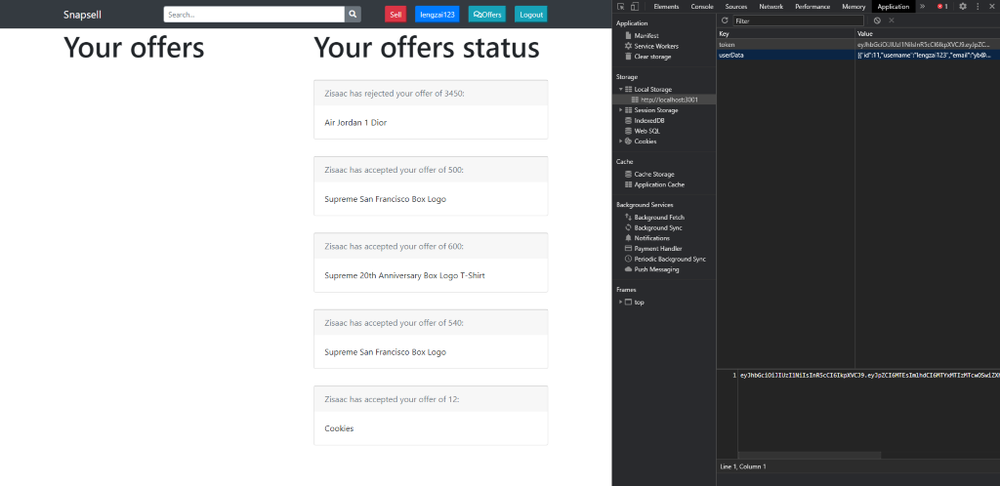 Snapsell
Search...
Sell
lengzai123
Offers
Logout
Your offers
Your offers status
Zisaac has rejected your offer of 3450:
Air Jordan 1 Dior
Zisaac has accepted your offer of 500:
Supreme San Francisco Box Logo
Zisaac has accepted your offer of 600:
Supreme 20th Anniversary Box Logo T-Shirt
Zisaac has accepted your offer of 540:
Supreme San Francisco Box Logo
Zisaac has accepted your offer of 12:
Cookies
Elements Console Sources Network Performance Memory Application » 1
Application
Manifest
Service Workers
Clear storage
Storage
Local Storage
http://localhost:3001
Session Storage
IndexedDB
Web SQL
Cookies
Cache
Cache Storage
Application Cache
Background Services
Background Fetch
Background Sync
Notifications
Payment Handler
Periodic Background Sync
Push Messaging
Frames
top
Filter
Key Value
token
userData [{"id":11,"username":"lengzai123","email":"yb@...
1
Line 1, Column 1